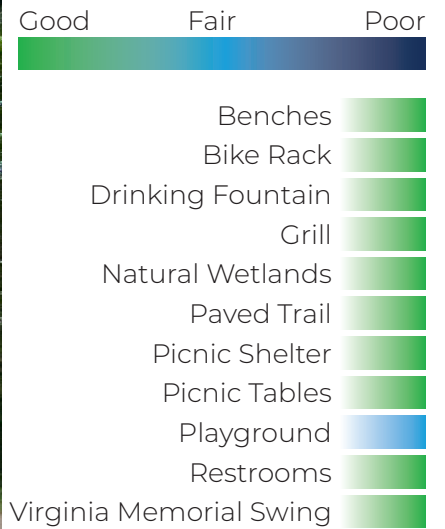 Good Fair Poor
Benches
Bike Rack
Drinking Fountain
Grill
Natural Wetlands
Paved Trail
Picnic Shelter
Picnic Tables
Playground
Restrooms
Virginia Memorial Swing